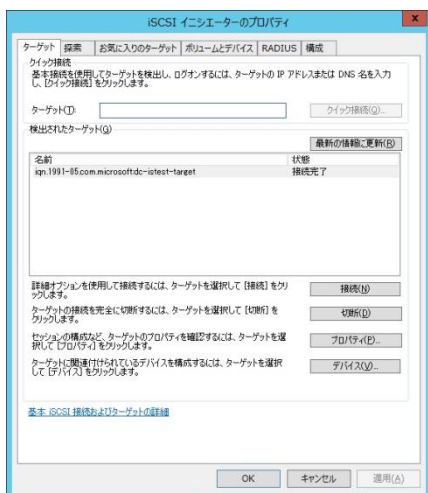 iSCSI イニシエーターのプロパティ
x
ターゲット 探索 お気に入りのターゲット ボリュームとデバイス RADIUS 構成
クイック接続
基本接続を使用してターゲットを検出し、ログオンするには、ターゲットの IP アドレスまたは DNS 名を入力
し、[クイック接続] をクリックします。
ターゲット(T): クイック接続(Q)...
検出されたターゲット(G)
最新の情報に更新(R)
名前 状態
iqn.1991-05.com.microsoft:dc-istest-target 接続完了
詳細オプションを使用して接続するには、ターゲットを選択して [接続] をクリ
ックします。
接続(N)
ターゲットの接続を完全に切断するには、ターゲットを選択して [切断] を
クリックします。
切断(D)
セッションの構成など、ターゲットのプロパティを確認するには、ターゲットを選
択して [プロパティ] をクリックします。
プロパティ(P)...
ターゲットに関連付けられているデバイスを構成するには、ターゲットを選択
して [デバイス] をクリックします。
デバイス(V)...
基本 iSCSI 接続およびターゲットの詳細
OK キャンセル 適用(A)